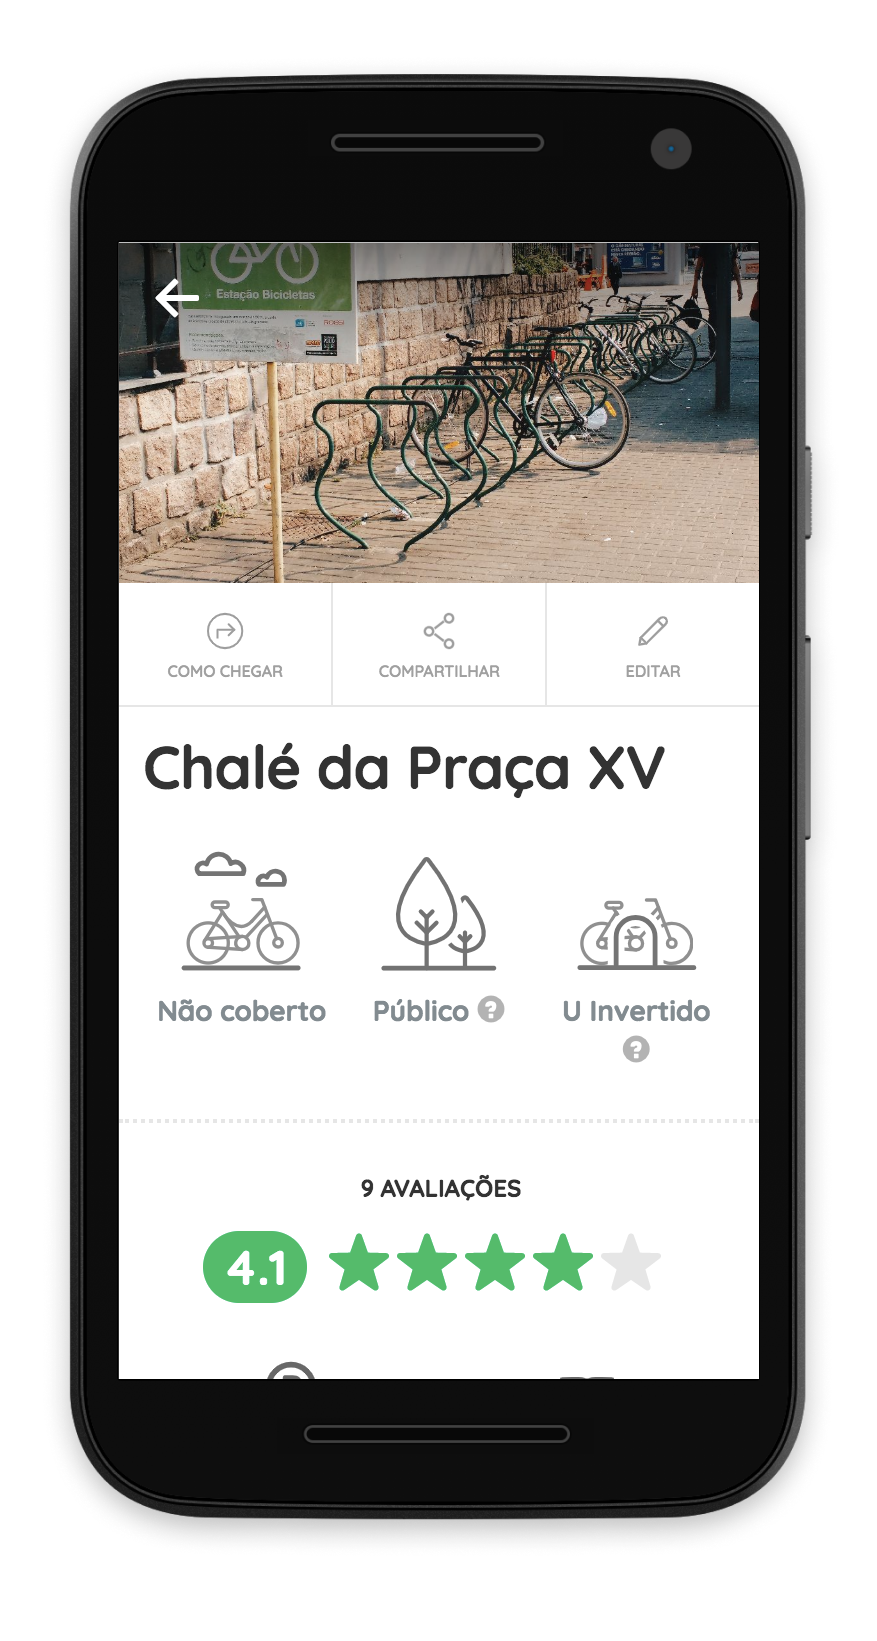 Estação Bicicletas
COMO CHEGAR
COMPARTILHAR
EDITAR
Chalé da Praça XV
Não coberto
Público ?
U Invertido
?
9 AVALIAÇÕES
4.1